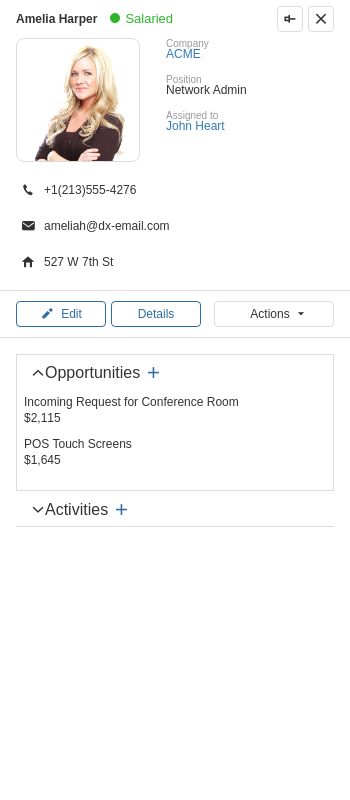 Amelia Harper Salaried
Company
ACME
Position
Network Admin
Assigned to
John Heart
+1(213)555-4276
ameliah@dx-email.com
527 W 7th St
Edit Details Actions
Opportunities
Incoming Request for Conference Room
$2,115
POS Touch Screens
$1,645
Activities